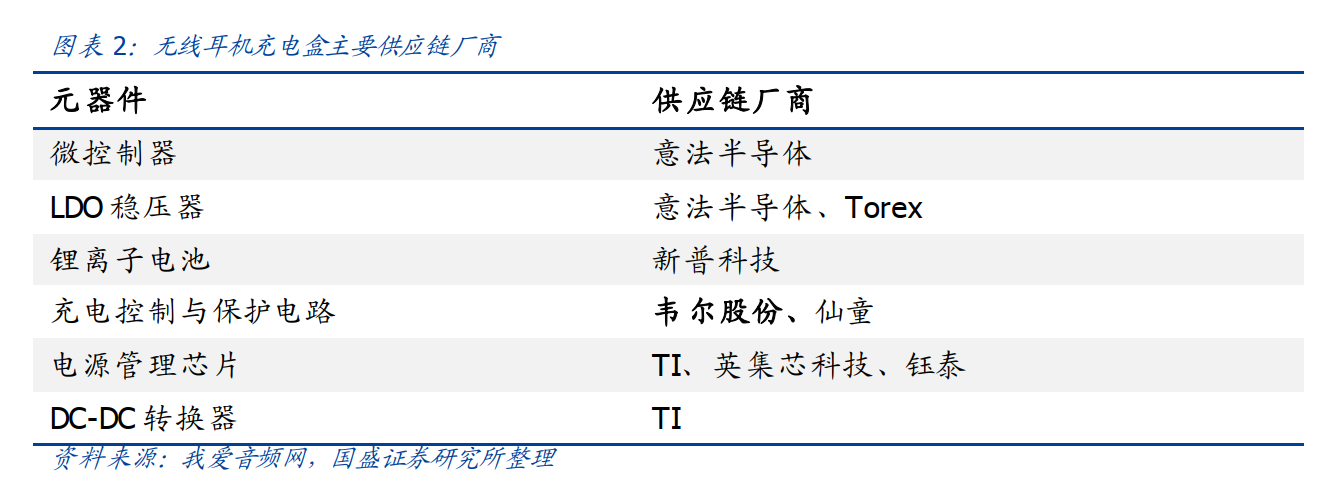 图表 2：无线耳机充电盒主要供应链厂商
元器件 供应链厂商
微控制器 意法半导体
LDO 稳压器 意法半导体、Torex
锂离子电池 新普科技
充电控制与保护电路 韦尔股份、仙童
电源管理芯片 TI、英集芯科技、钰泰
DC-DC 转换器 TI
资料来源：我爱音频网，国盛证券研究所整理